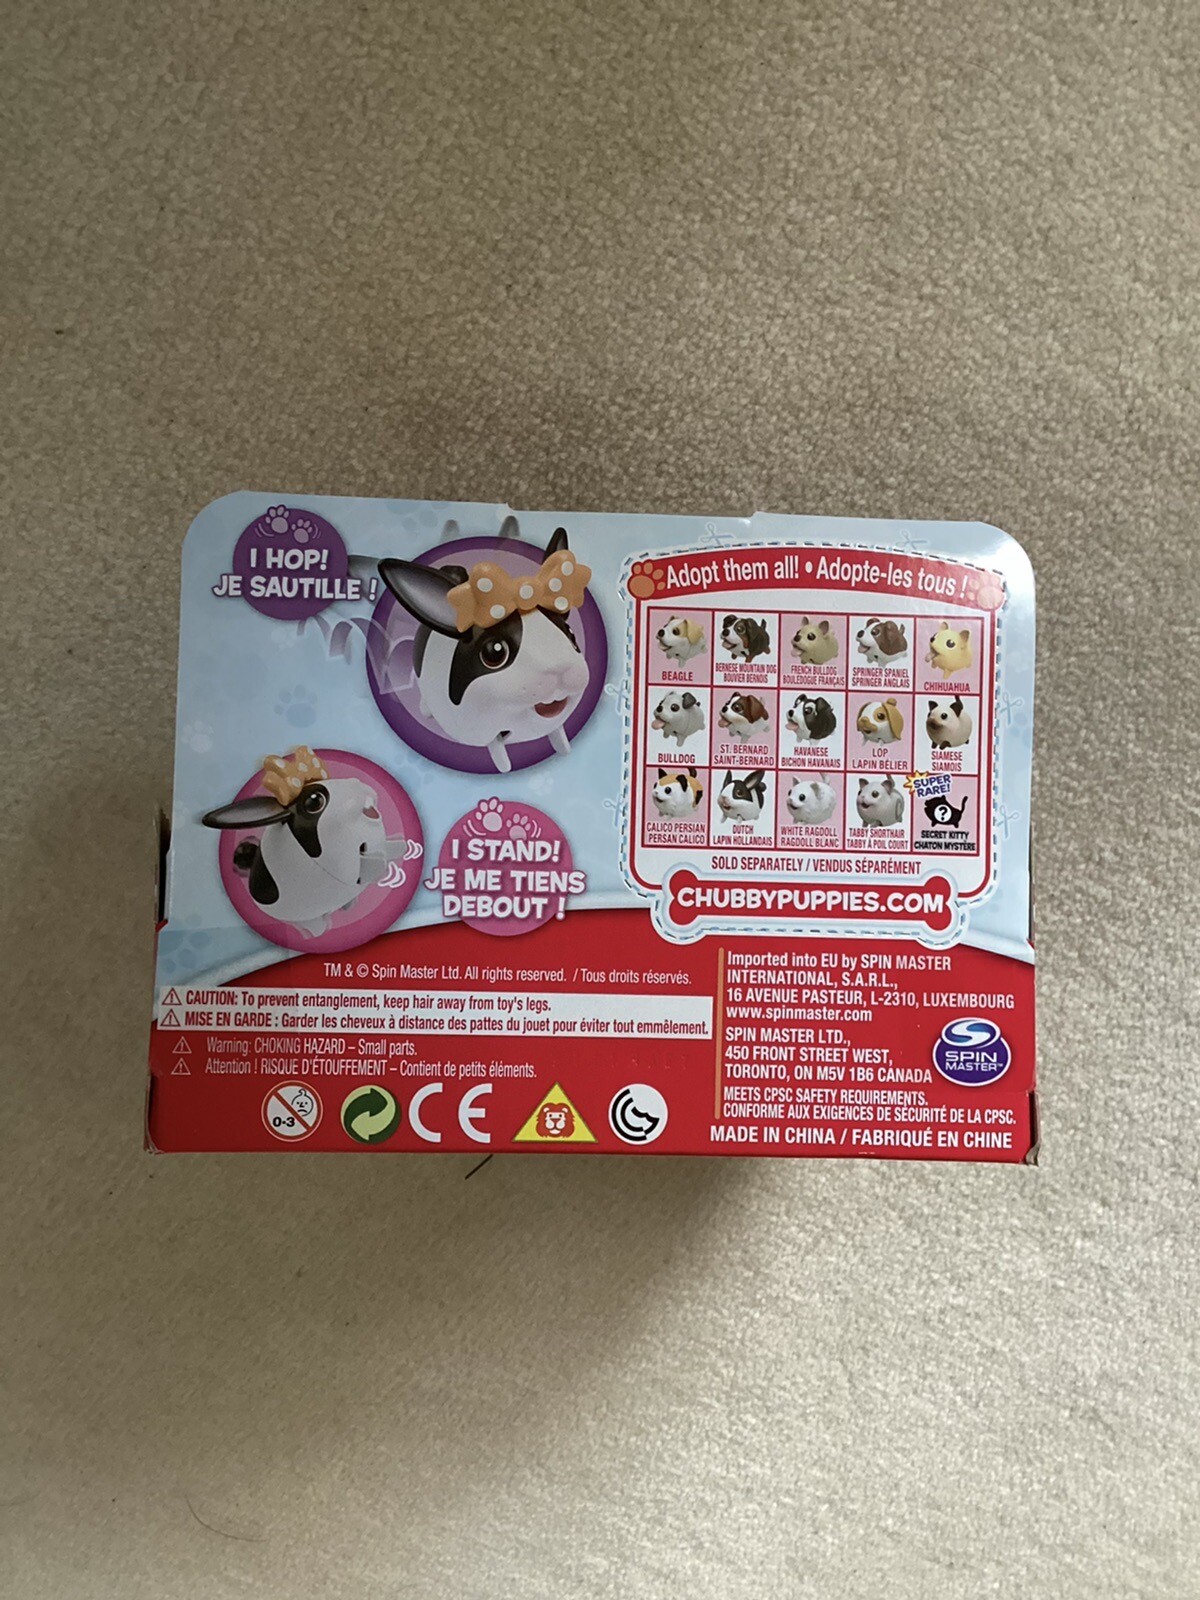 I HOP!
JE SAUTILLE !
I STAND!
JE ME TIENS
DEBOUT !
Adopt them all! • Adopte-les tous !
BEAGLE
BERNESE MOUNTAIN DOG
BOUVIER BERNOIS
FRENCH BULLDOG
BOULEDOGUE FRANÇAIS
SPRINGER SPANIEL
SPRINGER ANGLAIS
CHIHUAHUA
BULLDOG
ST. BERNARD
SAINT-BERNARD
HAVANESE
BICHON HAVANAIS
LOP
LAPIN BÉLIER
SIAMESE
SIAMOIS
CALICO PERSIAN
PERSAN CALICO
DUTCH
LAPIN HOLLANDAIS
WHITE RAGDOLL
RAGDOLL BLANC
TABBY SHORTHAIR
TABBY À POIL COURT
SUPER
RARE!
?
SECRET KITTY
CHATON MYSTÈRE
SOLD SEPARATELY / VENDUS SÉPARÉMENT
CHUBBYPUPPIES.COM
TM & © Spin Master Ltd. All rights reserved. / Tous droits réservés.
CAUTION: To prevent entanglement, keep hair away from toy's legs.
MISE EN GARDE : Garder les cheveux à distance des pattes du jouet pour éviter tout emmêlement.
Warning: CHOKING HAZARD – Small parts.
Attention ! RISQUE D'ÉTOUFFEMENT – Contient de petits éléments.
0-3
CE
Imported into EU by SPIN MASTER
INTERNATIONAL, S.A.R.L.,
16 AVENUE PASTEUR, L-2310, LUXEMBOURG
www.spinmaster.com
SPIN MASTER LTD.,
450 FRONT STREET WEST,
TORONTO, ON M5V 1B6 CANADA
SPIN
MASTER™
MEETS CPSC SAFETY REQUIREMENTS.
CONFORME AUX EXIGENCES DE SÉCURITÉ DE LA CPSC.
MADE IN CHINA / FABRIQUÉ EN CHINE